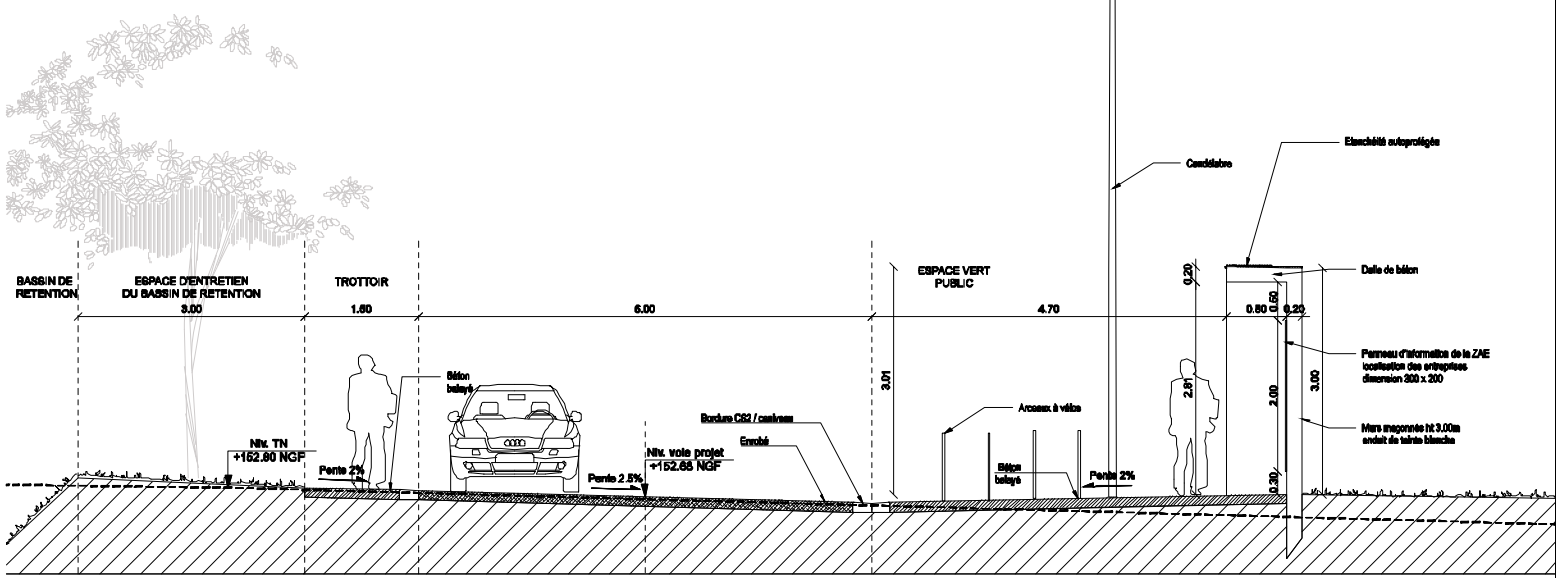 Etanchéité autoprotégée
Candélabre
BASSIN DE
RETENTION
ESPACE D'ENTRETIEN
DU BASSIN DE RETENTION
TROTTOIR
ESPACE VERT
PUBLIC
Dalle de béton
0.20
3.00
1.50
6.00
4.70
0.80
0.60
0.20
Panneau d'information de la ZAE
localisation des entreprises
dimension 300 x 200
3.01
2.81
2.00
3.00
Béton
balayé
Arceaux à vélos
Bordure CS2 / caniveau
Enrobé
Murs maçonnés ht 3.00m
enduit de teinte blanche
Niv. TN
+152.80 NGF
Niv. voie projet
+152.68 NGF
Pente 2%
Pente 2.5%
Béton
balayé
Pente 2%
0.30